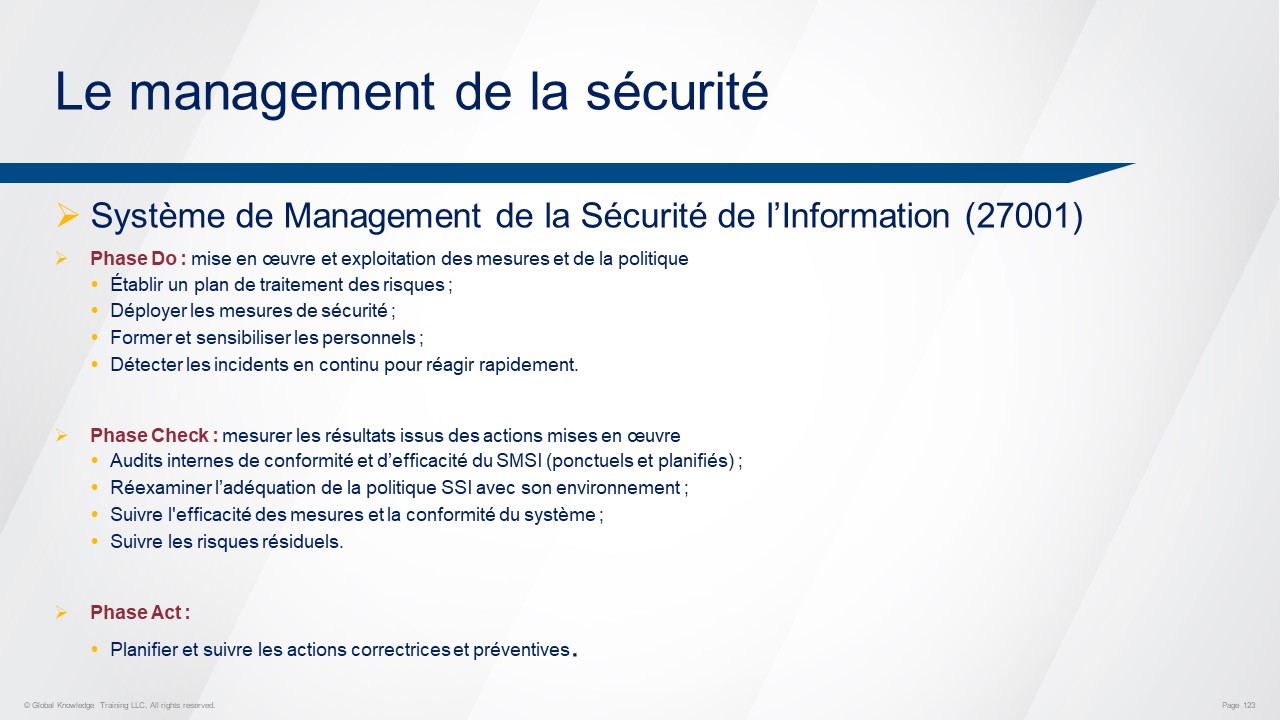 Le management de la sécurité
Système de Management de la Sécurité de l’Information (27001)
Phase Do : mise en œuvre et exploitation des mesures et de la politique
Établir un plan de traitement des risques ;
Déployer les mesures de sécurité ;
Former et sensibiliser les personnels ;
Détecter les incidents en continu pour réagir rapidement.
Phase Check : mesurer les résultats issus des actions mises en œuvre
Audits internes de conformité et d’efficacité du SMSI (ponctuels et planifiés) ;
Réexaminer l’adéquation de la politique SSI avec son environnement ;
Suivre l'efficacité des mesures et la conformité du système ;
Suivre les risques résiduels.
Phase Act :
Planifier et suivre les actions correctrices et préventives.
© Global Knowledge Training LLC. All rights reserved.
Page 123